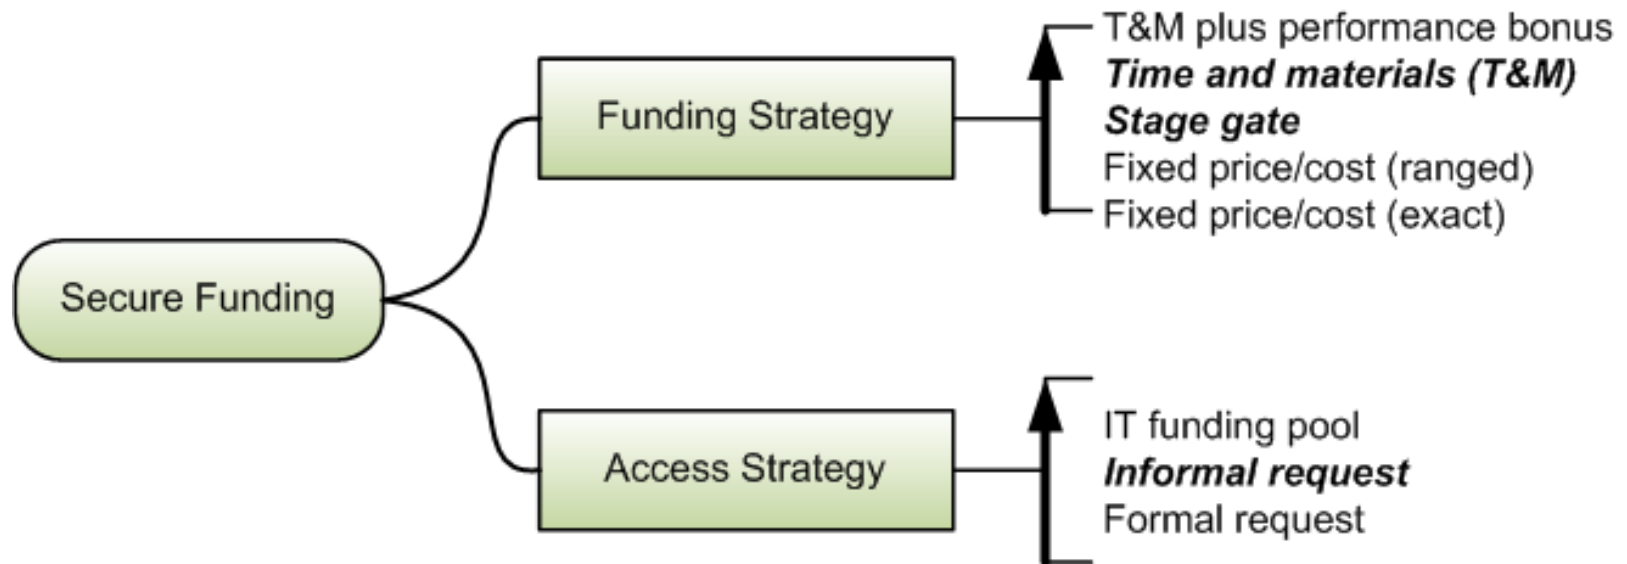 Secure Funding
Funding Strategy
T&M plus performance bonus
Time and materials (T&M)
Stage gate
Fixed price/cost (ranged)
Fixed price/cost (exact)
Access Strategy
IT funding pool
Informal request
Formal request